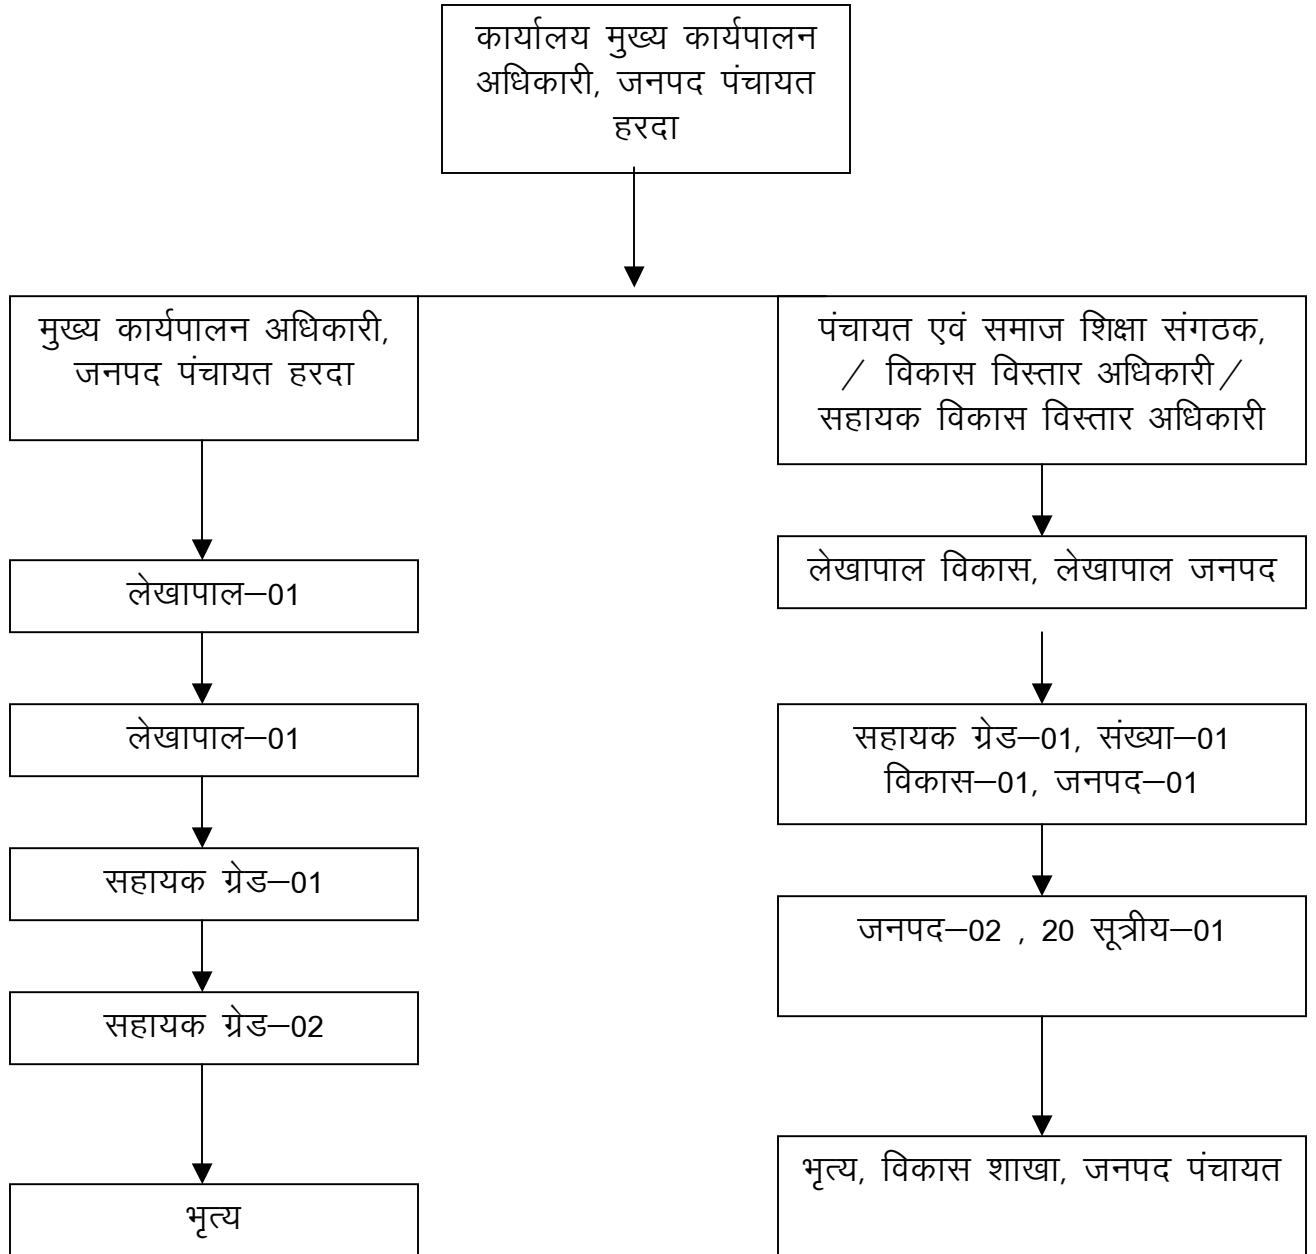 कार्यालय मुख्य कार्यपालन
अधिकारी, जनपद पंचायत
हरदा
मुख्य कार्यपालन अधिकारी,
जनपद पंचायत हरदा
लेखापाल–01
लेखापाल–01
सहायक ग्रेड–01
सहायक ग्रेड–02
भृत्य
पंचायत एवं समाज शिक्षा संगठक,
/ विकास विस्तार अधिकारी/
सहायक विकास विस्तार अधिकारी
लेखापाल विकास, लेखापाल जनपद
सहायक ग्रेड–01, संख्या–01
विकास–01, जनपद–01
जनपद–02 , 20 सूत्रीय–01
भृत्य, विकास शाखा, जनपद पंचायत